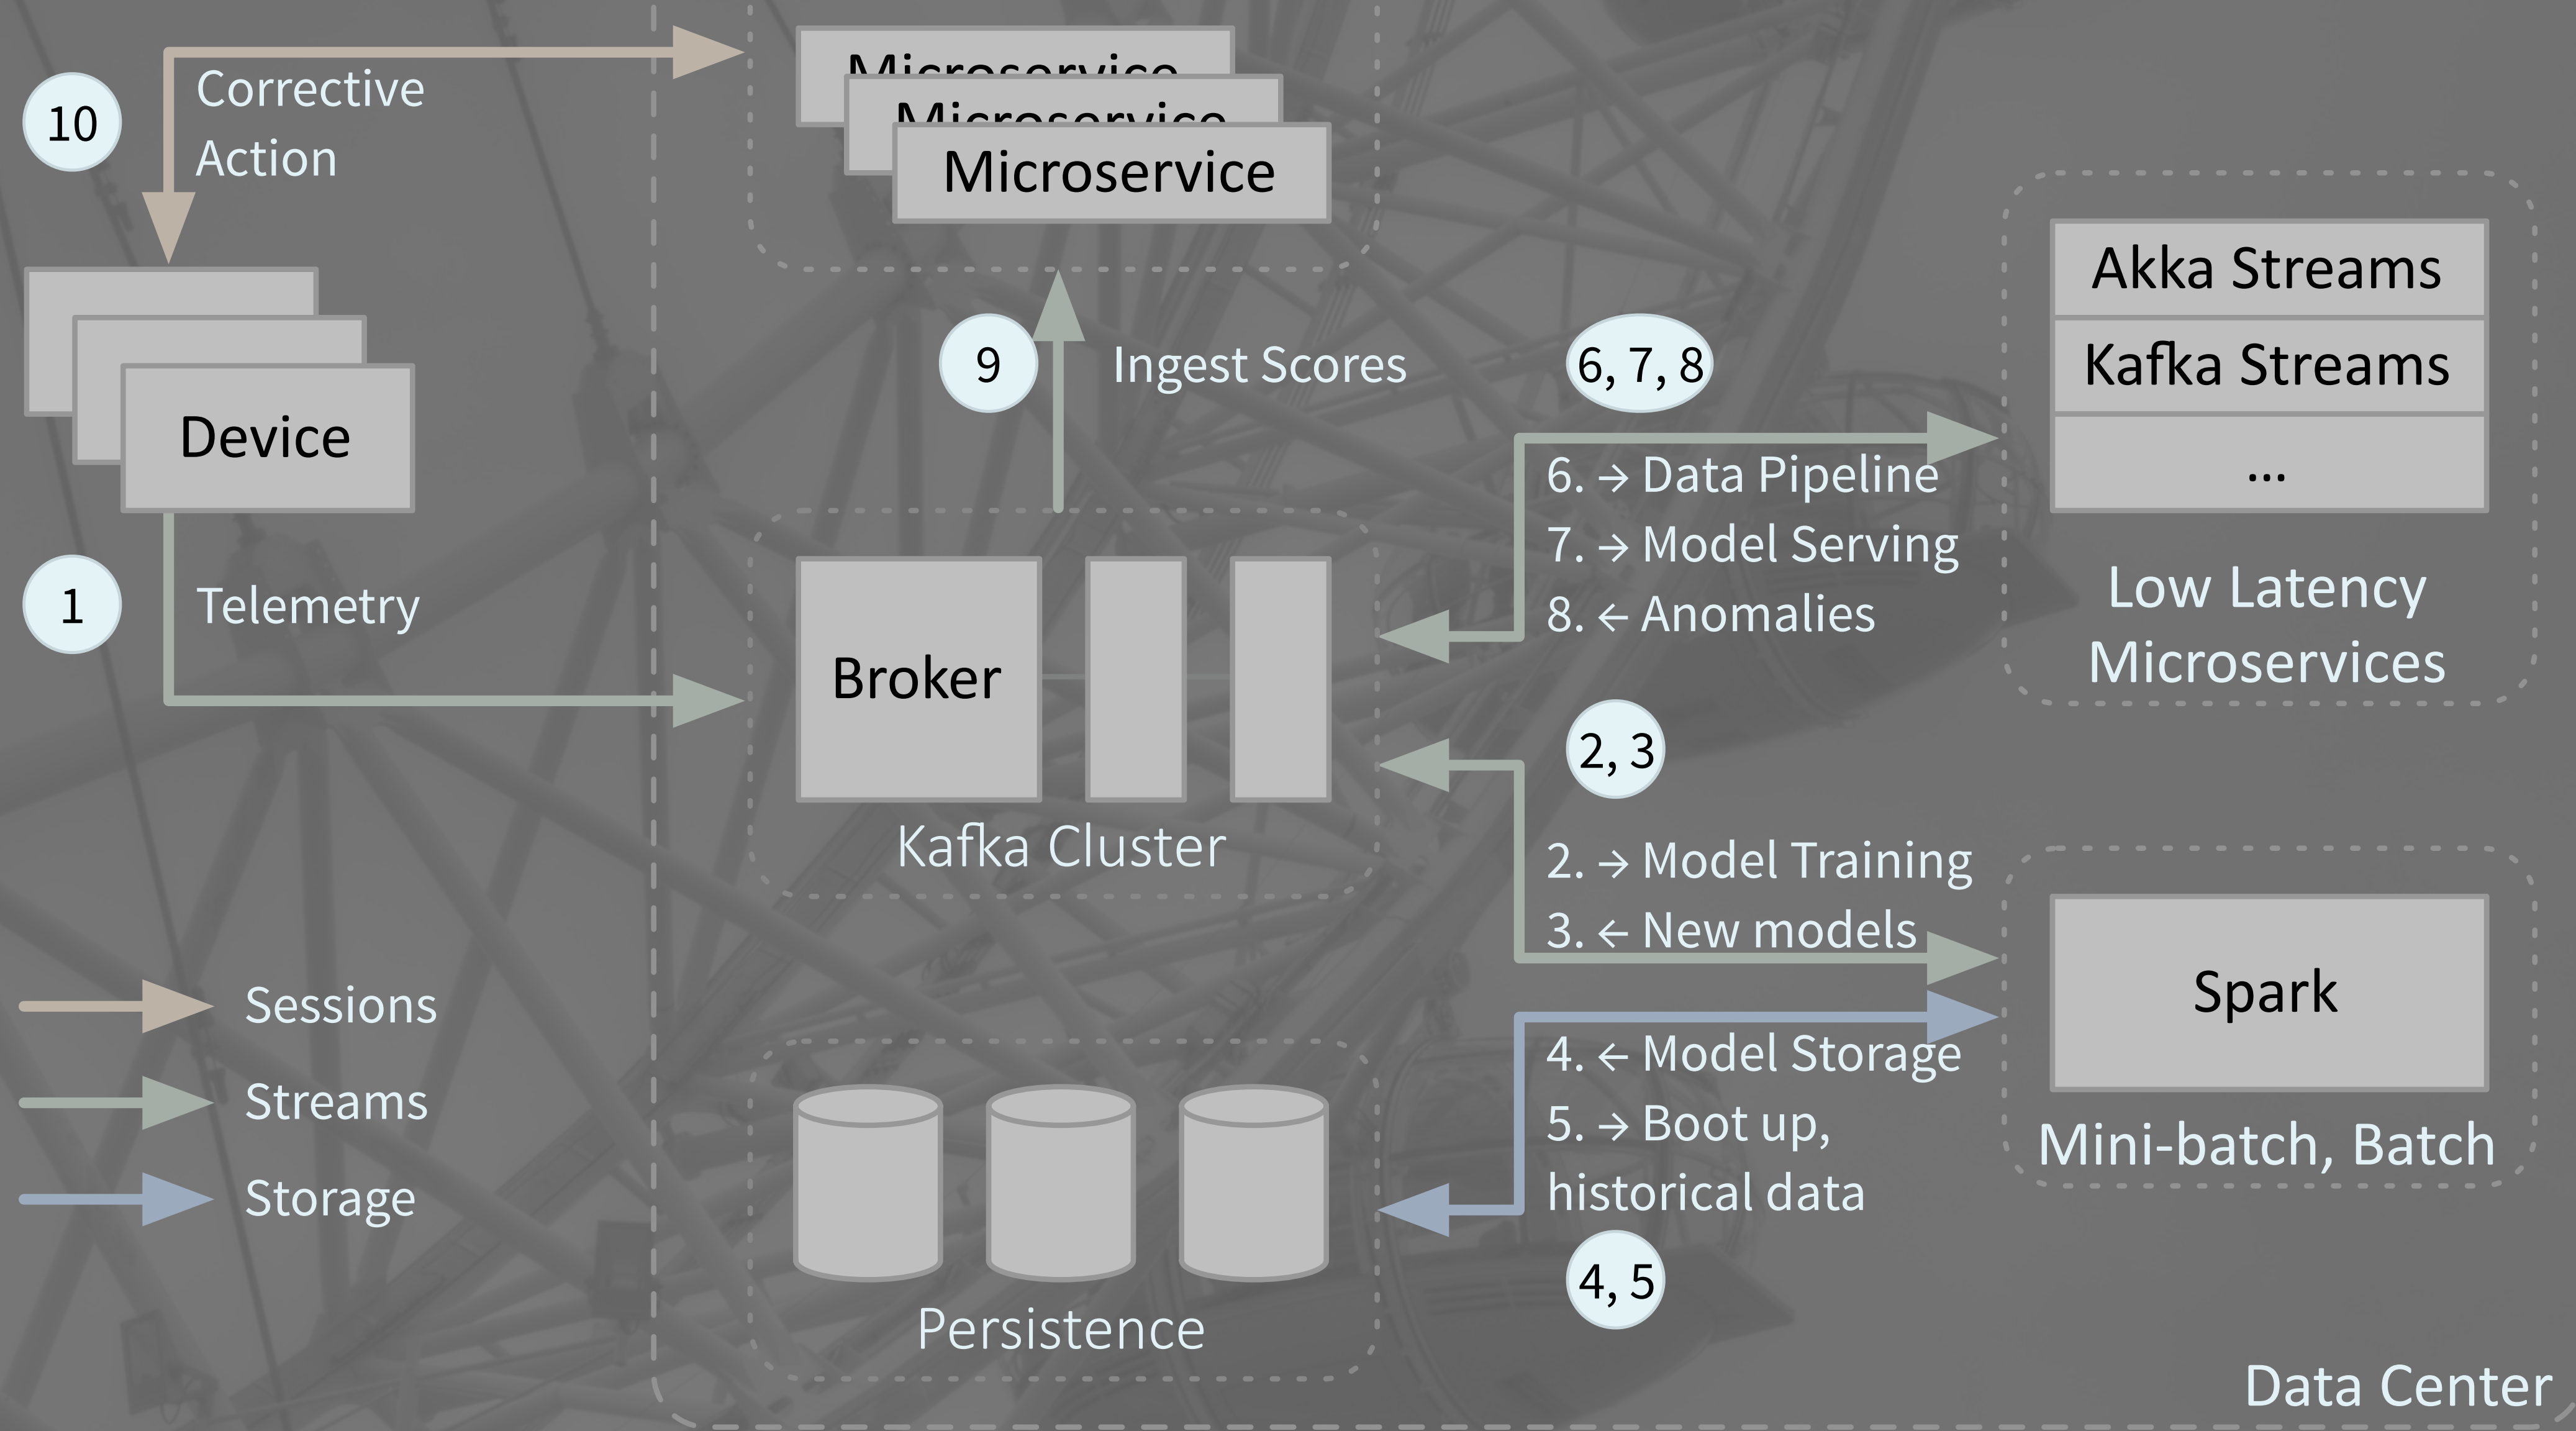 10
Corrective
Action
Microservice
Microservice
Microservice
Device
9
Ingest Scores
6, 7, 8
Akka Streams
Kafka Streams
...
Low Latency
Microservices
6. → Data Pipeline
7. → Model Serving
8. ← Anomalies
1
Telemetry
Broker
Kafka Cluster
2, 3
2. → Model Training
3. ← New models
Spark
Mini-batch, Batch
4. ← Model Storage
5. → Boot up,
historical data
4, 5
Persistence
Sessions
Streams
Storage
Data Center